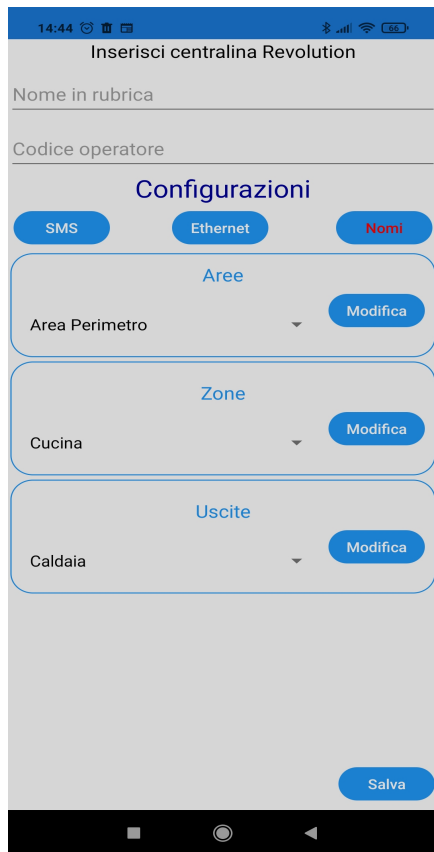 14:44
66
Inserisci centralina Revolution
Nome in rubrica
Codice operatore
Configurazioni
SMS Ethernet Nomi
Aree
Area Perimetro Modifica
Zone
Cucina Modifica
Uscite
Caldaia Modifica
Salva